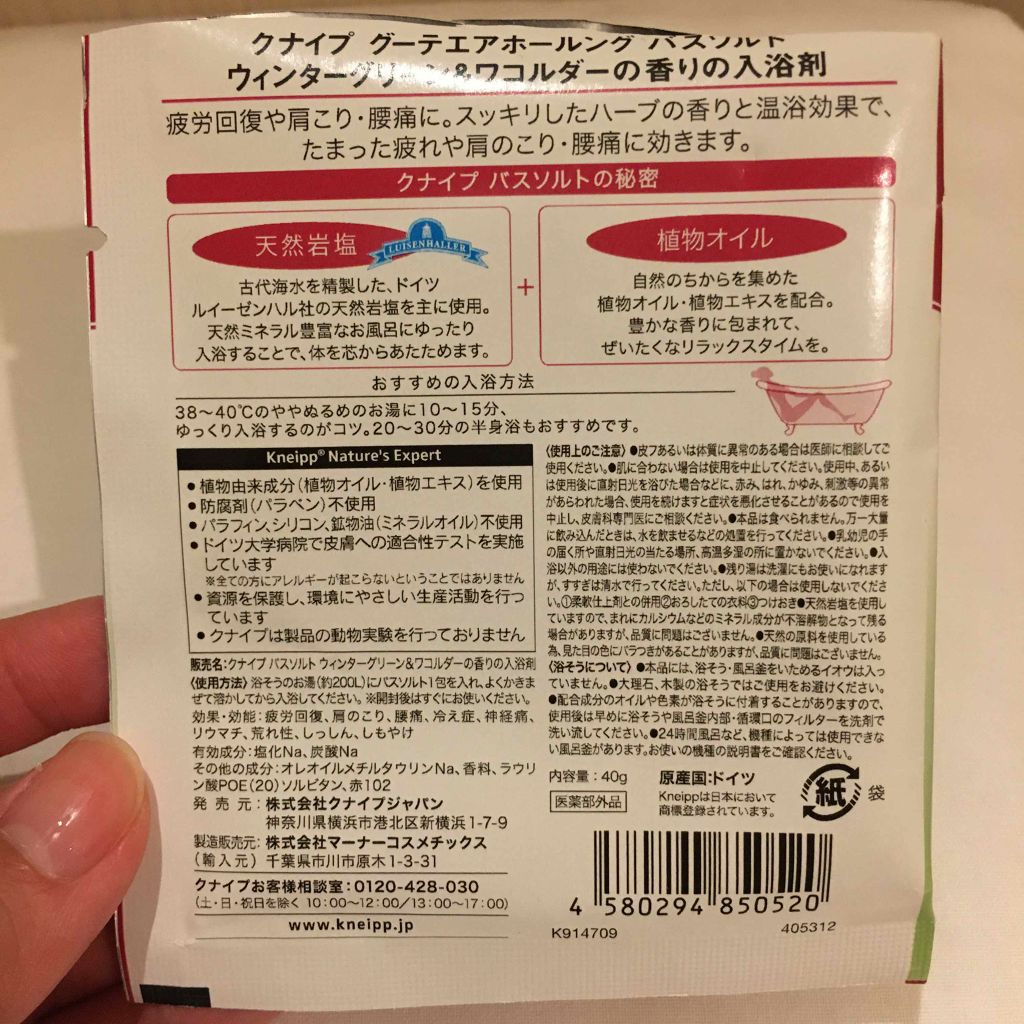 クナイプ グーテエアホールング バスソルト
ウィンターグリーン&ワコルダーの香りの入浴剤
疲労回復や肩こり・腰痛に。スッキリしたハーブの香りと温浴効果で、
たまった疲れや肩のこり・腰痛に効きます。
クナイプ バスソルトの秘密
天然岩塩
LUISENHALLER
古代海水を精製した、ドイツ
ルイーゼンハル社の天然岩塩を主に使用。
天然ミネラル豊富なお風呂にゆったり
入浴することで、体を芯からあたためます。
+
植物オイル
自然のちからを集めた
植物オイル・植物エキスを配合。
豊かな香りに包まれて、
ぜいたくなリラックスタイムを。
おすすめの入浴方法
38〜40℃のややぬるめのお湯に10〜15分、
ゆっくり入浴するのがコツ。20〜30分の半身浴もおすすめです。
Kneipp® Nature's Expert
●植物由来成分(植物オイル・植物エキス)を使用
●防腐剤(パラベン)不使用
●パラフィン、シリコン、鉱物油(ミネラルオイル)不使用
●ドイツ大学病院で皮膚への適合性テストを実施
しています
※全ての方にアレルギーが起こらないということではありません
●資源を保護し、環境にやさしい生産活動を行っ
ています
●クナイプは製品の動物実験を行っておりません
販売名:クナイプ バスソルト ウィンターグリーン&ワコルダーの香りの入浴剤
〈使用方法〉浴そうのお湯(約200L)にバスソルト1包を入れ、よくかきま
ぜて溶かしてから入浴してください。※開封後はすぐにお使いください。
効果・効能:疲労回復、肩のこり、腰痛、冷え症、神経痛、
リウマチ、荒れ性、しっしん、しもやけ
有効成分:塩化Na、炭酸Na
その他の成分:オレオイルメチルタウリンNa、香料、ラウリ
ン酸POE(20)ソルビタン、赤102
発 売 元:株式会社クナイプジャパン
神奈川県横浜市港北区新横浜1-7-9
製造販売元:株式会社マーナーコスメチックス
(輸入元) 千葉県市川市原木1-3-31
クナイプお客様相談室:0120-428-030
(土・日・祝日を除く 10:00〜12:00/13:00〜17:00)
www.kneipp.jp
〈使用上のご注意〉●皮フあるいは体質に異常のある場合は医師に相談してご
使用ください。●肌に合わない場合は使用を中止してください。使用中、あるい
は使用後に直射日光を浴びた場合などに、赤み、はれ、かゆみ、刺激等の異常
があらわれた場合、使用を続けますと症状を悪化させることがあるので使用を
中止し、皮膚科専門医にご相談ください。●本品は食べられません。万一大量
に飲み込んだときは、水を飲ませるなどの処置を行ってください。●乳幼児の手
の届く所や直射日光の当たる場所、高温多湿の所に置かないでください。●入
浴以外の用途には使わないでください。●残り湯は洗濯にもお使いになれます
が、すすぎは清水で行ってください。ただし、以下の場合は使用しないでくださ
い。①柔軟仕上剤との併用②おろしたての衣料③つけおき●天然岩塩を使用し
ていますので、まれにカルシウムなどのミネラル成分が不溶解物となって残る
場合がありますが、品質に問題はございません。●天然の原料を使用している
為、見た目の色にバラつきがあることがありますが、品質に問題はございません。
〈浴そうについて〉●本品には、浴そう・風呂釜をいためるイオウは入っ
ていません。●大理石、木製の浴そうではご使用をお避けください。
●配合成分のオイルや色素が浴そうに付着することがありますので、
使用後は早めに浴そうや風呂釜内部・循環口のフィルターを洗剤で
洗い流してください。●24時間風呂など、機種によっては使用できな
い風呂釜があります。お使いの機種の説明書をご確認ください。
内容量:40g
原産国:ドイツ
医薬部外品
Kneippは日本において
商標登録されています。
紙
袋
4 580294 850520
K914709
405312